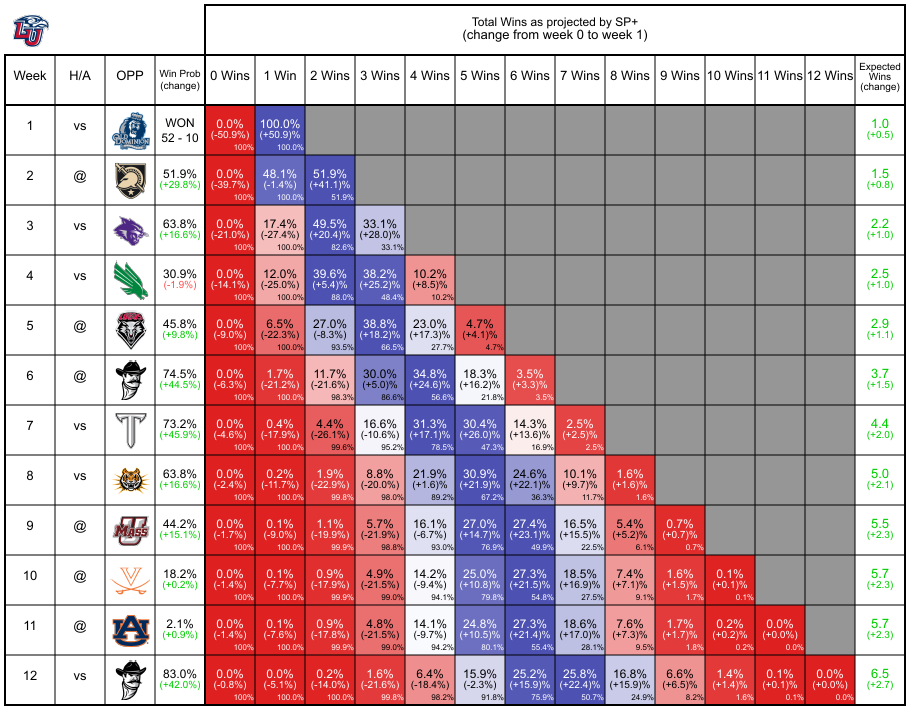 Total Wins as projected by SP+
(change from week 0 to week 1)
Week H/A OPP Win Prob (change) 0 Wins 1 Win 2 Wins 3 Wins 4 Wins 5 Wins 6 Wins 7 Wins 8 Wins 9 Wins 10 Wins 11 Wins 12 Wins Expected Wins (change)
1 vs WON 0.0% 100.0% 1.0
52 - 10 (-50.9%) (+50.9)% (+0.5)
100% 100.0%
2 @ 51.9% 0.0% 48.1% 51.9% 1.5
(+29.8%) (-39.7%) (-1.4%) (+41.1)% (+0.8)
100% 100.0% 51.9%
3 vs 63.8% 0.0% 17.4% 49.5% 33.1% 2.2
(+16.6%) (-21.0%) (-27.4%) (+20.4)% (+28.0)% (+1.0)
100% 100.0% 82.6% 33.1%
4 vs 30.9% 0.0% 12.0% 39.6% 38.2% 10.2% 2.5
(-1.9%) (-14.1%) (-25.0%) (+5.4)% (+25.2)% (+8.5)% (+1.0)
100% 100.0% 88.0% 48.4% 10.2%
5 @ 45.8% 0.0% 6.5% 27.0% 38.8% 23.0% 4.7% 2.9
(+9.8%) (-9.0%) (-22.3%) (-8.3%) (+18.2)% (+17.3)% (+4.1)% (+1.1)
100% 100.0% 93.5% 66.5% 27.7% 4.7%
6 @ 74.5% 0.0% 1.7% 11.7% 30.0% 34.8% 18.3% 3.5% 3.7
(+44.5%) (-6.3%) (-21.2%) (-21.6%) (+5.0)% (+24.6)% (+16.2)% (+3.3)% (+1.5)
100% 100.0% 98.3% 86.6% 56.6% 21.8% 3.5%
7 vs 73.2% 0.0% 0.4% 4.4% 16.6% 31.3% 30.4% 14.3% 2.5% 4.4
(+45.9%) (-4.6%) (-17.9%) (-26.1%) (-10.6%) (+17.1)% (+26.0)% (+13.6)% (+2.5)% (+2.0)
100% 100.0% 99.6% 95.2% 78.5% 47.3% 16.9% 2.5%
8 vs 63.8% 0.0% 0.2% 1.9% 8.8% 21.9% 30.9% 24.6% 10.1% 1.6% 5.0
(+16.6%) (-2.4%) (-11.7%) (-22.9%) (-20.0%) (+1.6)% (+21.9)% (+22.1)% (+9.7)% (+1.6)% (+2.1)
100% 100.0% 99.8% 98.0% 89.2% 67.2% 36.3% 11.7% 1.6%
9 @ MASS 44.2% 0.0% 0.1% 1.1% 5.7% 16.1% 27.0% 27.4% 16.5% 5.4% 0.7% 5.5
(+15.1%) (-1.7%) (-9.0%) (-19.9%) (-21.9%) (-6.7%) (+14.7)% (+23.1)% (+15.5)% (+5.2)% (+0.7)% (+2.3)
100% 100.0% 99.9% 98.8% 93.0% 76.9% 49.9% 22.5% 6.1% 0.7%
10 @ 18.2% 0.0% 0.1% 0.9% 4.9% 14.2% 25.0% 27.3% 18.5% 7.4% 1.6% 0.1% 5.7
(+0.2%) (-1.4%) (-7.7%) (-17.9%) (-21.5%) (-9.4%) (+10.8)% (+21.5)% (+16.9)% (+7.1)% (+1.5)% (+0.1)% (+2.3)
100% 100.0% 99.9% 99.0% 94.1% 79.8% 54.8% 27.5% 9.1% 1.7% 0.1%
11 @ 2.1% 0.0% 0.1% 0.9% 4.8% 14.1% 24.8% 27.3% 18.6% 7.6% 1.7% 0.2% 0.0% 5.7
(+0.9%) (-1.4%) (-7.6%) (-17.8%) (-21.5%) (-9.7%) (+10.5)% (+21.4)% (+17.0)% (+7.3)% (+1.7)% (+0.2)% (+0.0)% (+2.3)
100% 100.0% 99.9% 99.0% 94.2% 80.1% 55.4% 28.1% 9.5% 1.8% 0.2% 0.0%
12 vs 83.0% 0.0% 0.0% 0.2% 1.6% 6.4% 15.9% 25.2% 25.8% 16.8% 6.6% 1.4% 0.1% 0.0% 6.5
(+42.0%) (-0.8%) (-5.1%) (-14.0%) (-21.6%) (-18.4%) (-2.3%) (+15.9)% (+22.4)% (+15.9)% (+6.5)% (+1.4)% (+0.1)% (+0.0)% (+2.7)
100% 100.0% 100.0% 99.8% 98.2% 91.8% 75.9% 50.7% 24.9% 8.2% 1.6% 0.1% 0.0%